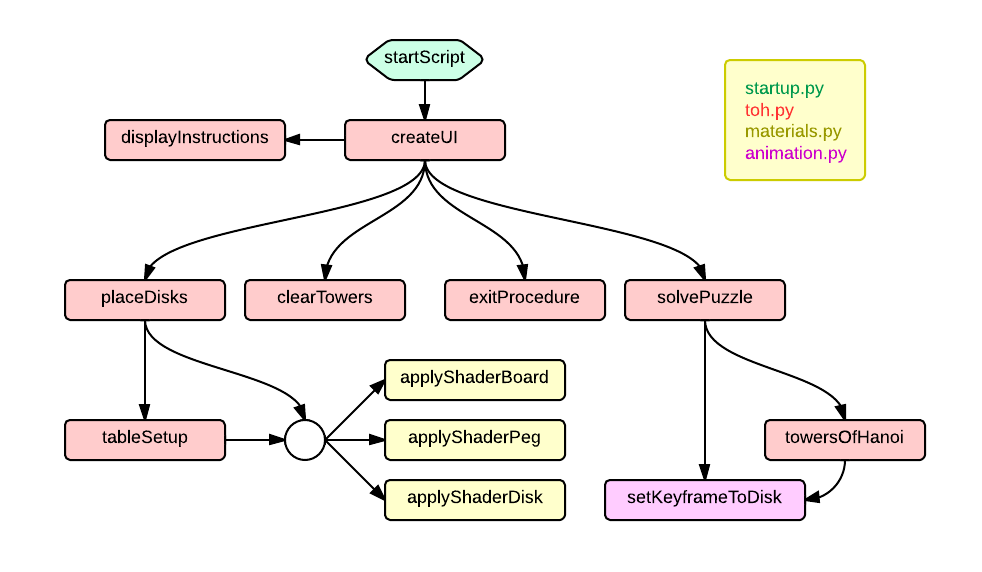 startScript
startup.py
toh.py
materials.py
animation.py
displayInstructions
createUI
placeDisks
clearTowers
exitProcedure
solvePuzzle
applyShaderBoard
tableSetup
applyShaderPeg
towersOfHanoi
applyShaderDisk
setKeyframeToDisk